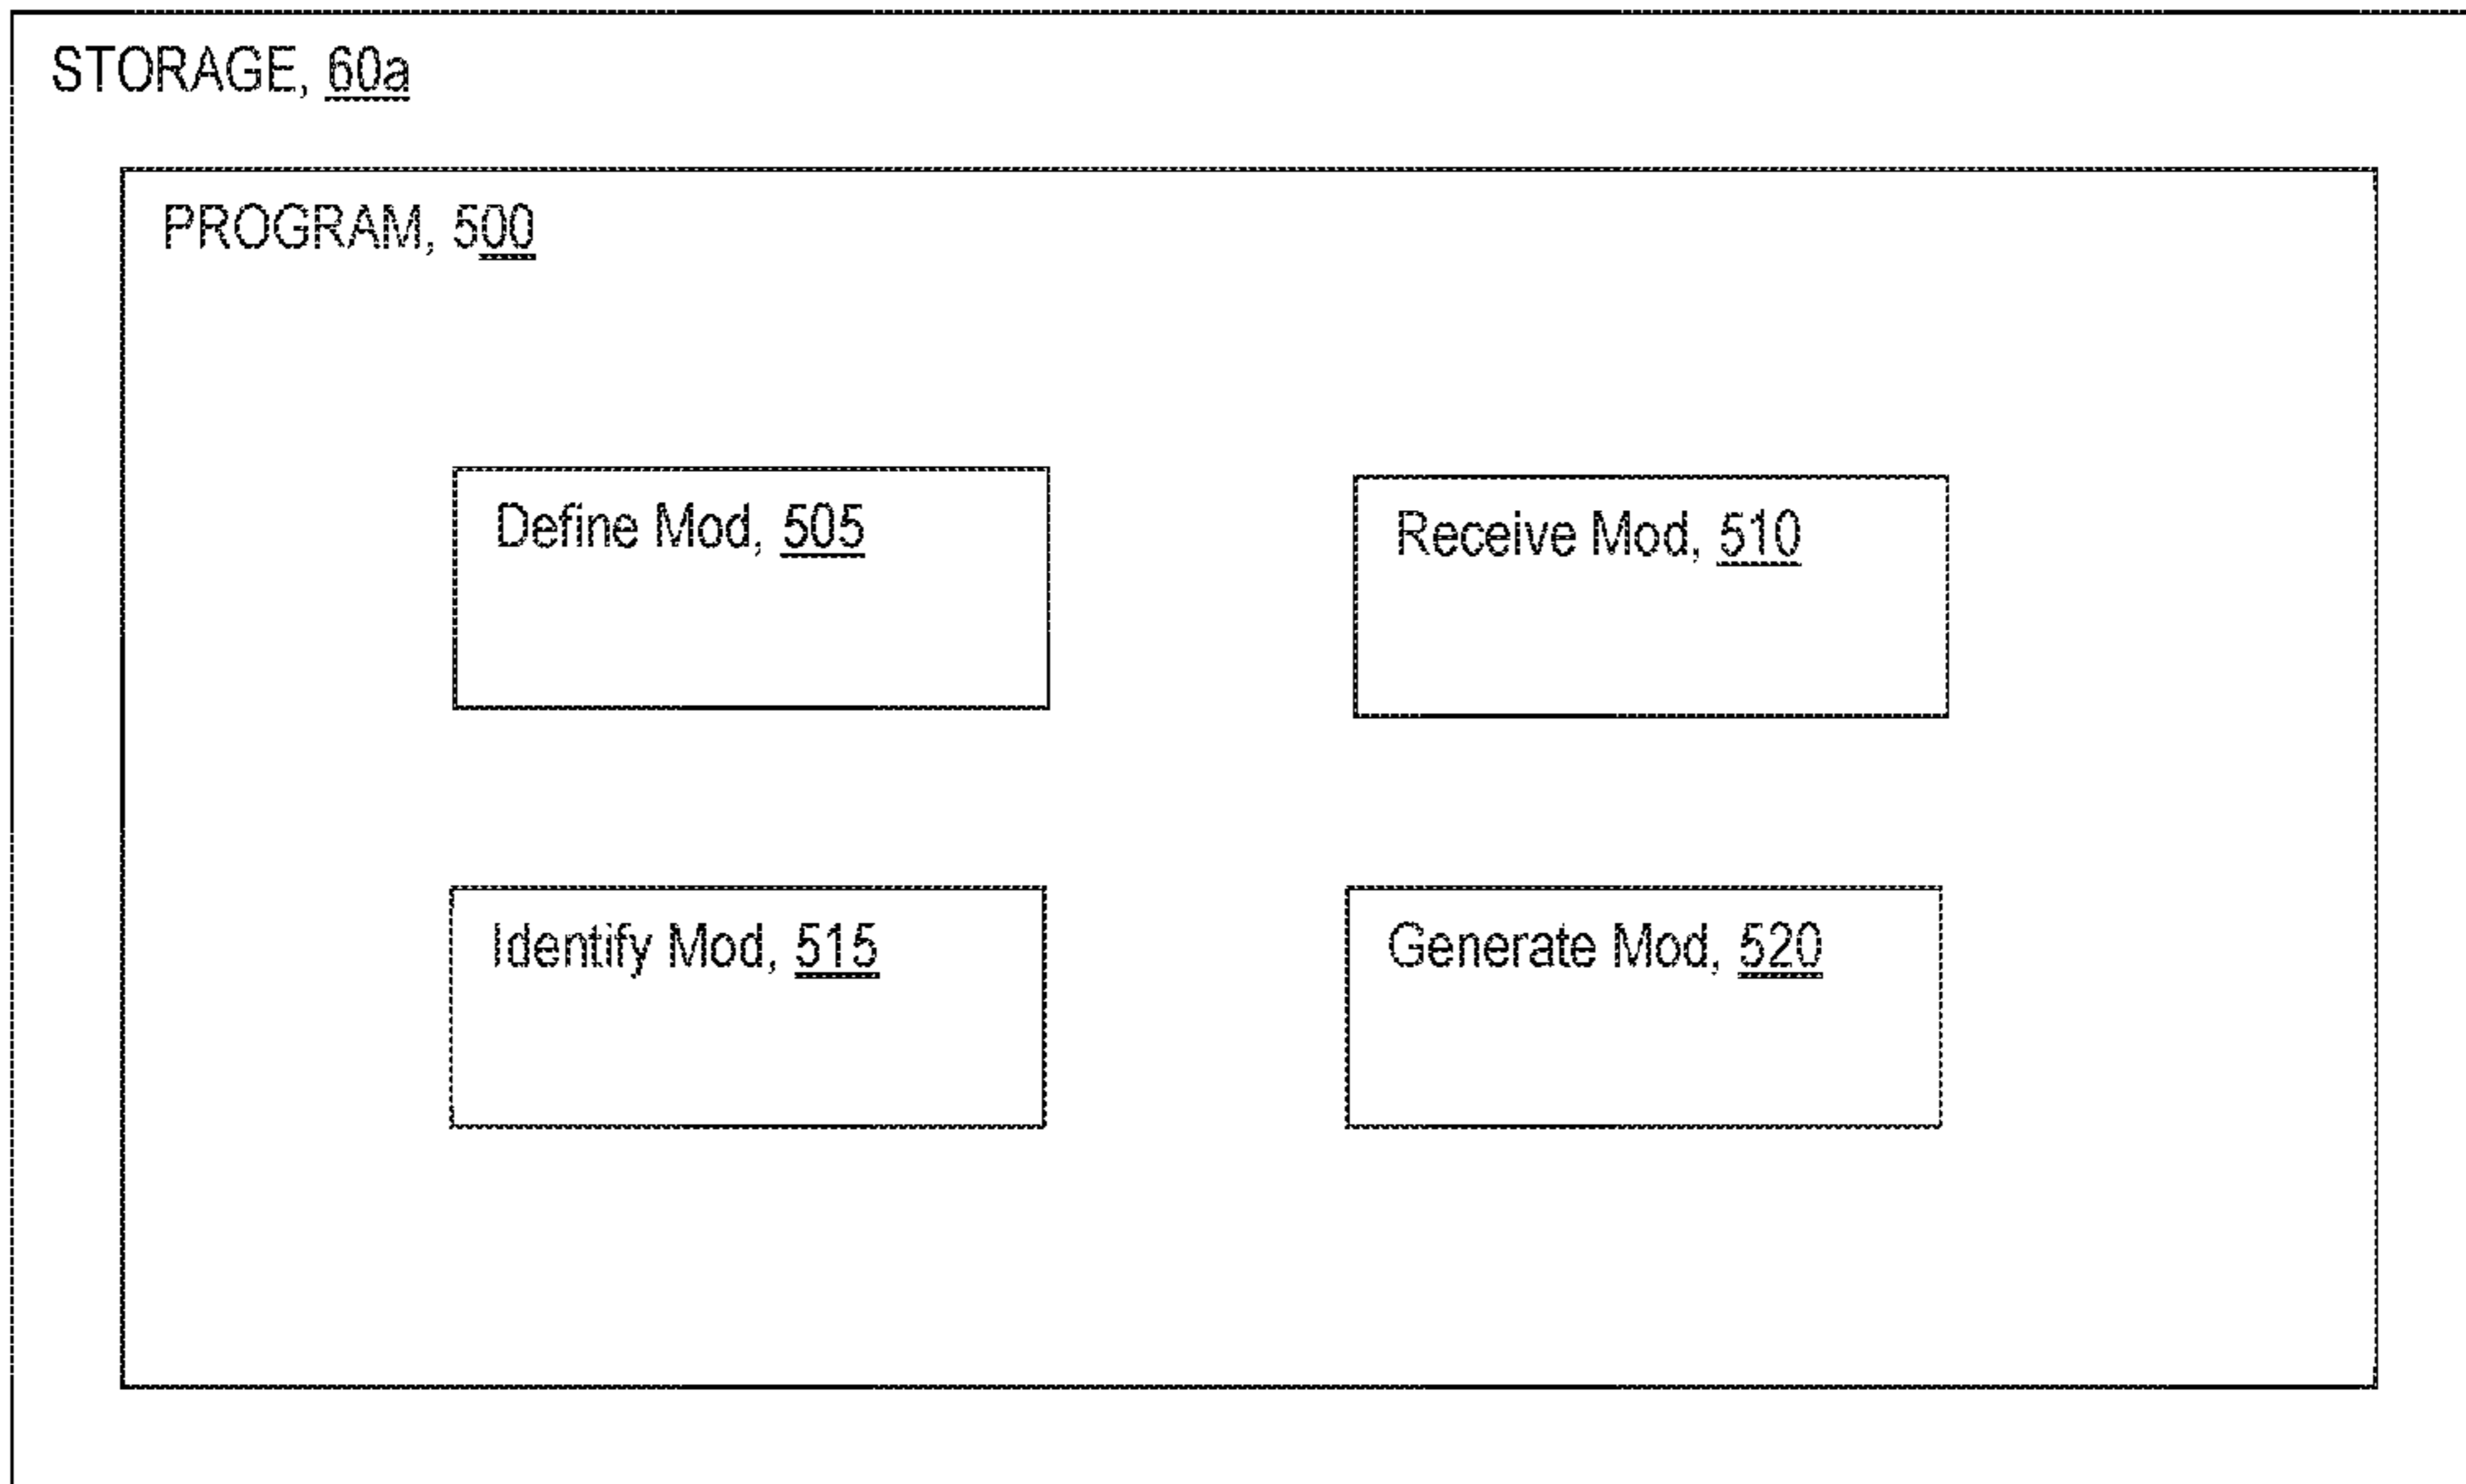 STORAGE, 60a
PROGRAM, 500
Define Mod, 505
Receive Mod, 510
Identify Mod, 515
Generate Mod, 520